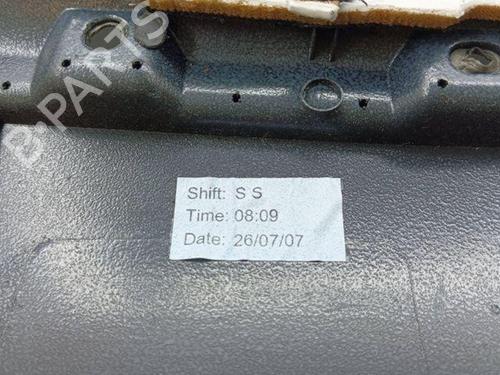 B-PARTS
Shift: S S
Time: 08:09
Date: 26/07/07